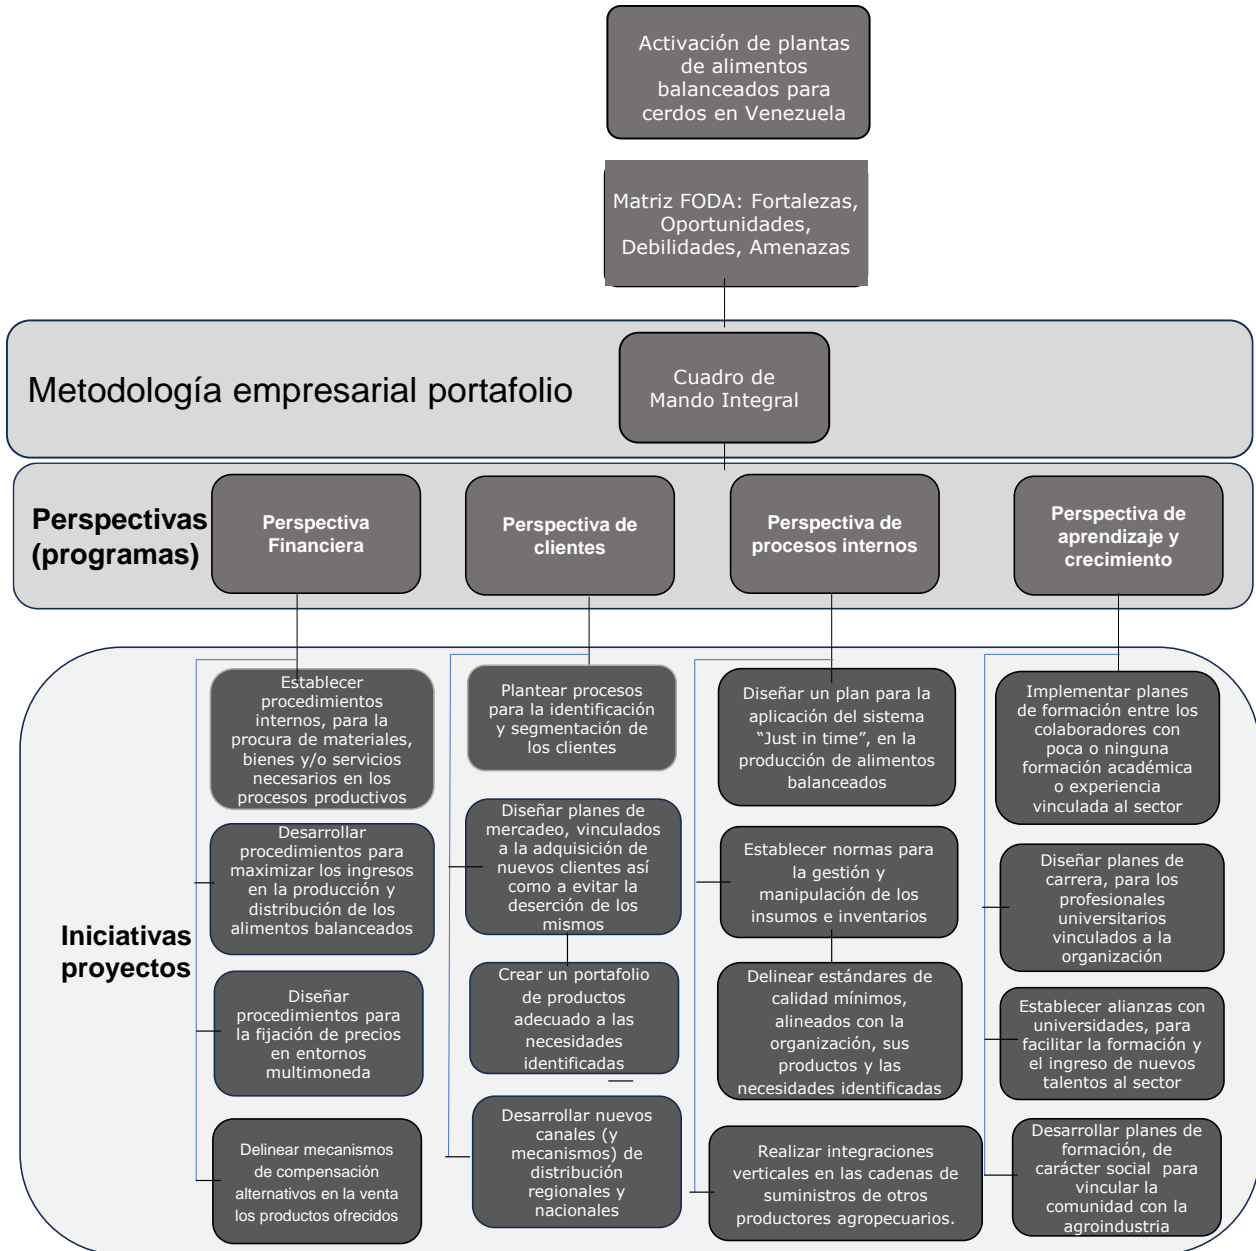 Activación de plantas
de alimentos
balanceados para
cerdos en Venezuela
Matriz FODA: Fortalezas,
Oportunidades,
Debilidades, Amenazas
Metodología empresarial portafolio
Cuadro de
Mando Integral
Perspectivas
(programas)
Perspectiva
Financiera
Perspectiva de
clientes
Perspectiva de
procesos internos
Perspectiva de
aprendizaje y
crecimiento
Iniciativas
proyectos
Establecer
procedimientos
internos, para la
procura de materiales,
bienes y/o servicios
necesarios en los
procesos productivos
Desarrollar
procedimientos para
maximizar los ingresos
en la producción y
distribución de los
alimentos balanceados
Diseñar
procedimientos para
la fijación de precios
en entornos
multimoneda
Delinear mecanismos
de compensación
alternativos en la venta
los productos ofrecidos
Plantear procesos
para la identificación
y segmentación de
los clientes
Diseñar planes de
mercadeo, vinculados
a la adquisición de
nuevos clientes así
como a evitar la
deserción de los
mismos
Crear un portafolio
de productos
adecuado a las
necesidades
identificadas
Desarrollar nuevos
canales (y
mecanismos) de
distribución
regionales y
nacionales
Diseñar un plan para la
aplicación del sistema
“Just in time”, en la
producción de alimentos
balanceados
Establecer normas para
la gestión y
manipulación de los
insumos e inventarios
Delinear estándares de
calidad mínimos,
alineados con la
organización, sus
productos y las
necesidades identificadas
Realizar integraciones
verticales en las cadenas de
suministros de otros
productores agropecuarios.
Implementar planes
de formación entre los
colaboradores con
poca o ninguna
formación académica
o experiencia
vinculada al sector
Diseñar planes de
carrera, para los
profesionales
universitarios
vinculados a la
organización
Establecer alianzas con
universidades, para
facilitar la formación y
el ingreso de nuevos
talentos al sector
Desarrollar planes de
formación, de
carácter social para
vincular la
comunidad con la
agroindustria